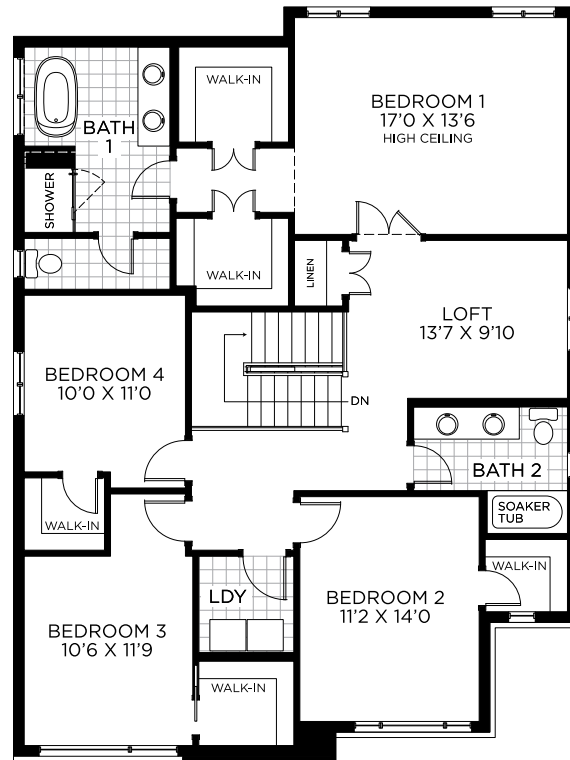 WALK-IN
BEDROOM 1
17'0 X 13'6
HIGH CEILING
BATH
1
SHOWER
WALK-IN
LINEN
LOFT
13'7 X 9'10
BEDROOM 4
10'0 X 11'0
DN
BATH 2
SOAKER
TUB
WALK-IN
WALK-IN
LDY
BEDROOM 2
11'2 X 14'0
BEDROOM 3
10'6 X 11'9
WALK-IN